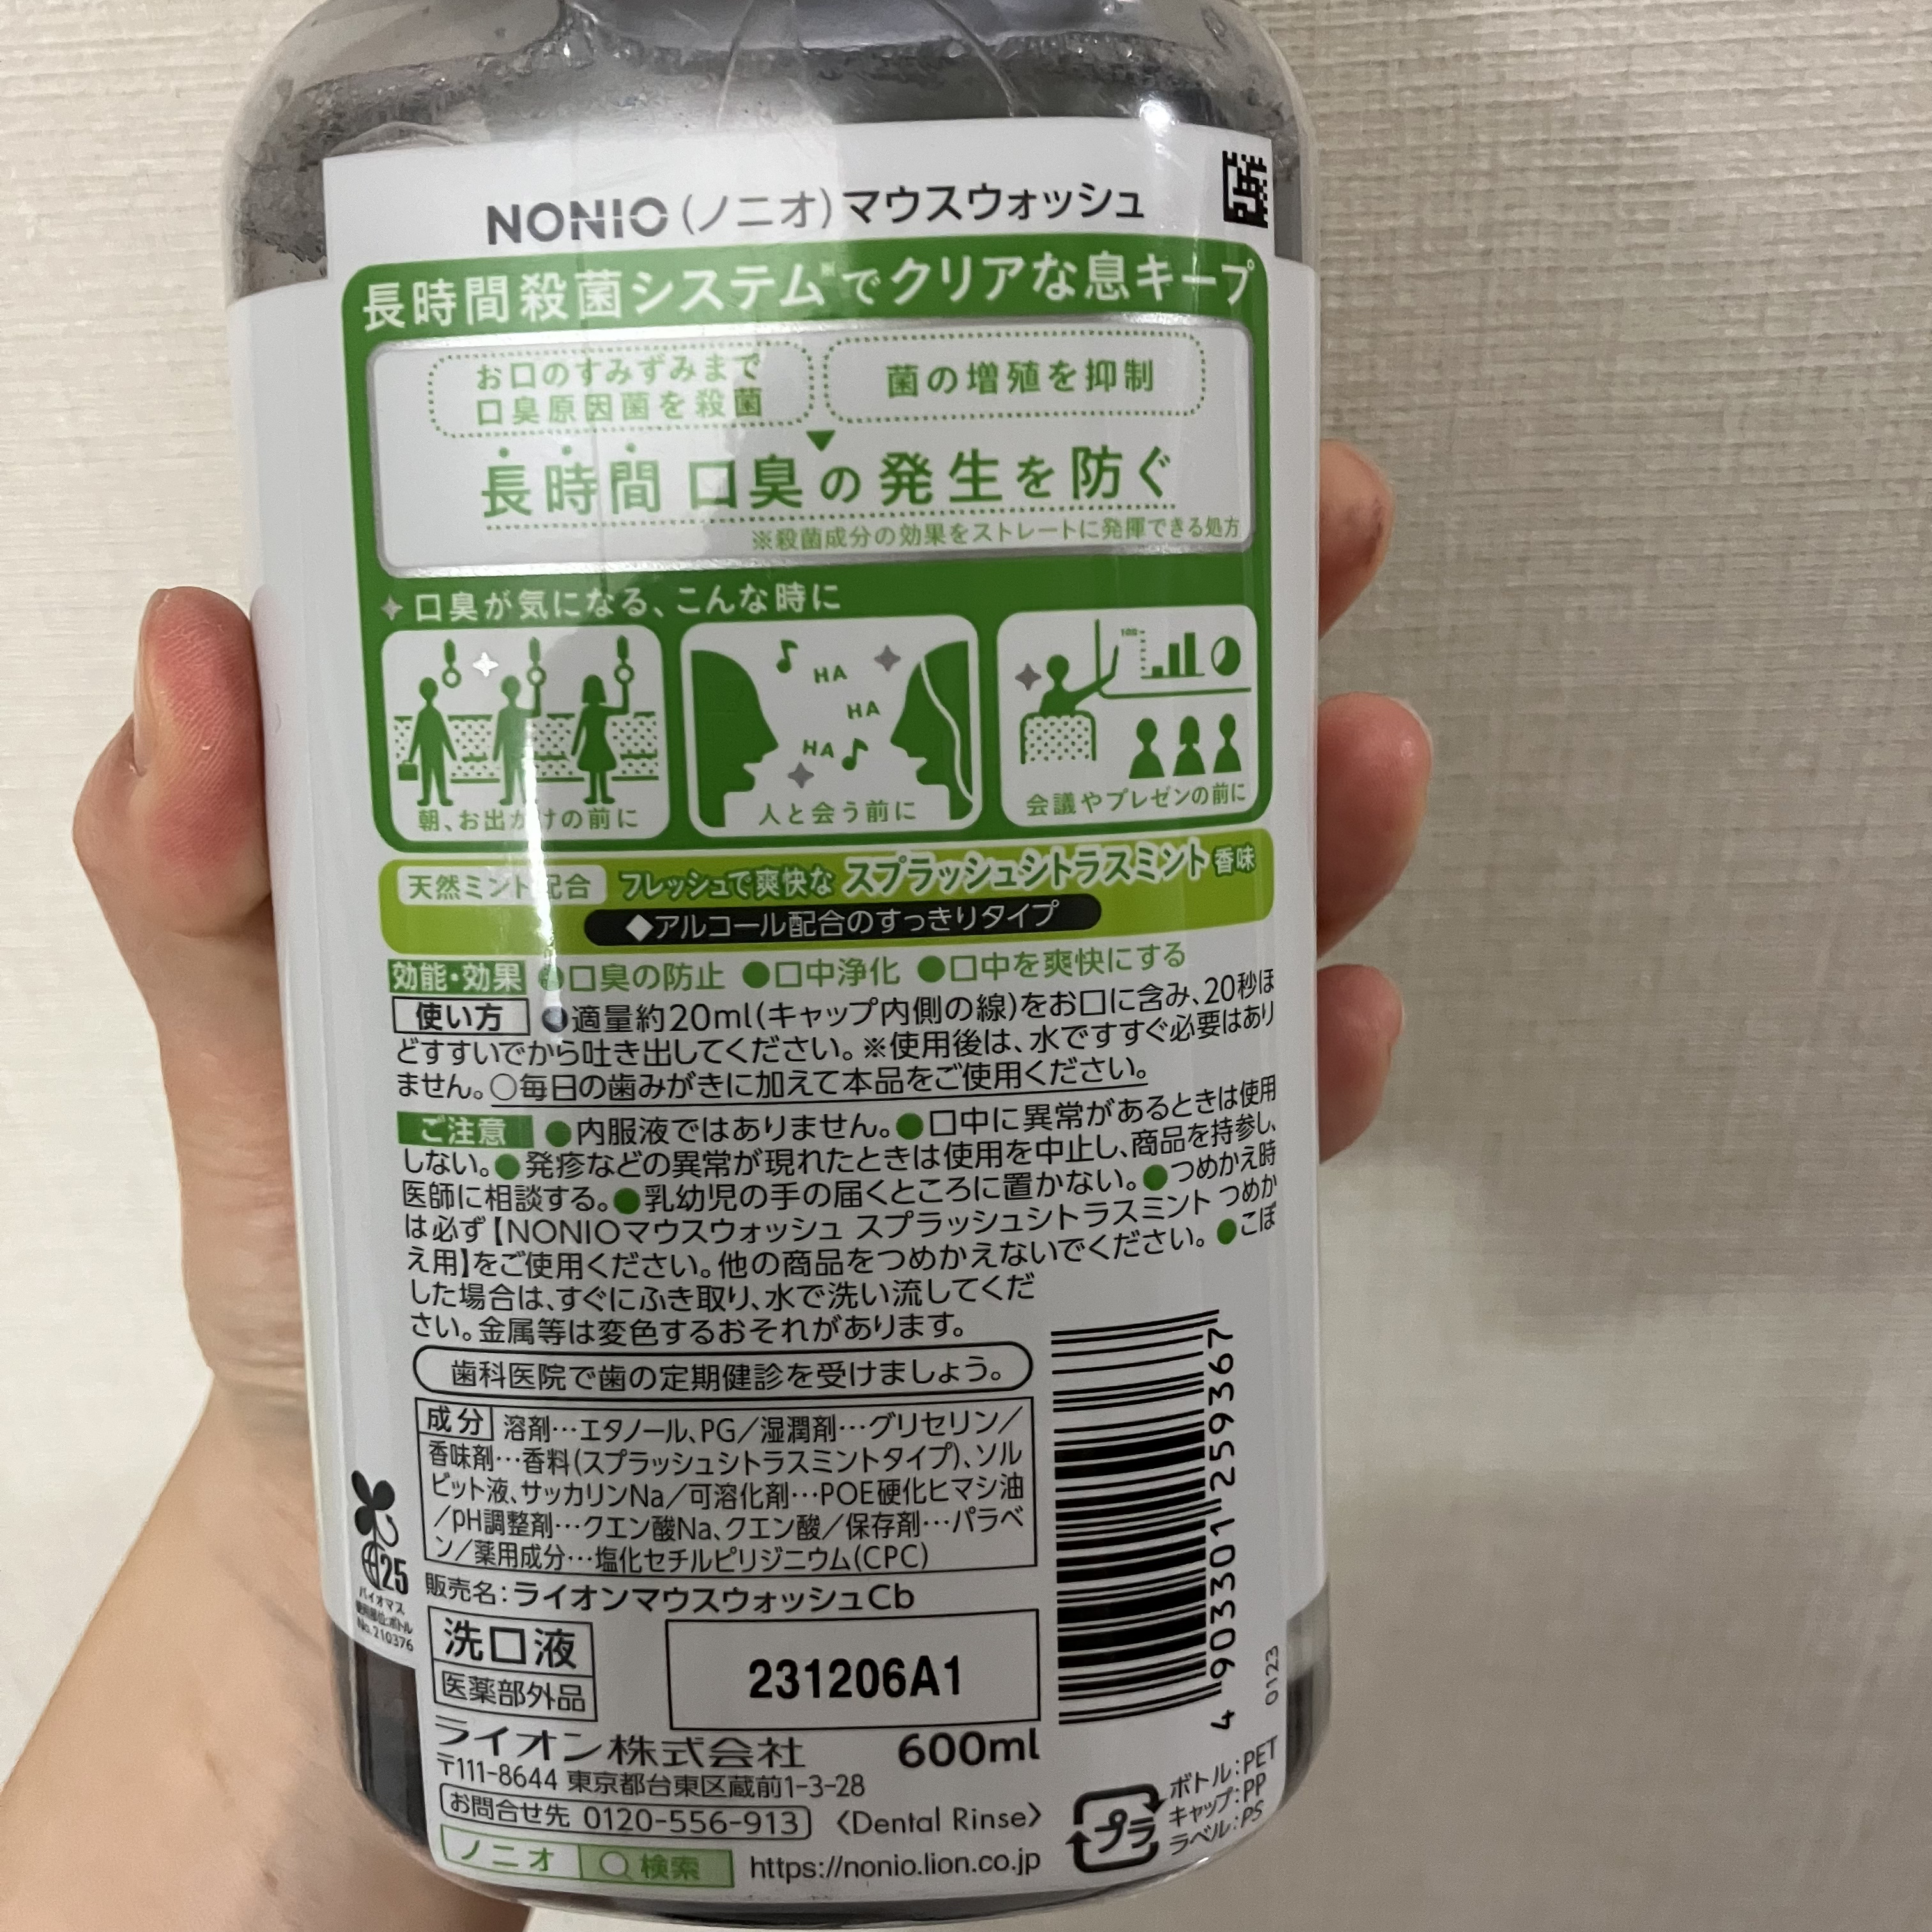 NONIO(ノニオ)マウスウォッシュ
長時間殺菌システム※でクリアな息キープ
お口のすみずみまで
口臭原因菌を殺菌
菌の増殖を抑制
長時間 口臭の発生を防ぐ
※殺菌成分の効果をストレートに発揮できる処方
口臭が気になる、こんな時に
HA
HA
HA
100
朝、お出かけの前に
人と会う前に
会議やプレゼンの前に
天然ミント配合 フレッシュで爽快な スプラッシュシトラスミント 香味
◆アルコール配合のすっきりタイプ
効能・効果 ●口臭の防止 ●口中浄化 ●口中を爽快にする
使い方 ●適量約20ml(キャップ内側の線)をお口に含み、20秒ほ
どすすいでから吐き出してください。※使用後は、水ですすぐ必要はあり
ません。○毎日の歯みがきに加えて本品をご使用ください。
ご注意 ●内服液ではありません。●口中に異常があるときは使用
しない。●発疹などの異常が現れたときは使用を中止し、商品を持参し、
医師に相談する。●乳幼児の手の届くところに置かない。●つめかえ時
は必ず【NONIOマウスウォッシュ スプラッシュシトラスミント つめか
え用】をご使用ください。他の商品をつめかえないでください。●こぼ
した場合は、すぐにふき取り、水で洗い流してくだ
さい。金属等は変色するおそれがあります。
歯科医院で歯の定期健診を受けましょう。
成分 溶剤…エタノール、PG/湿潤剤…グリセリン/
香味剤…香料(スプラッシュシトラスミントタイプ)、ソル
ビット液、サッカリンNa/可溶化剤…POE硬化ヒマシ油
/pH調整剤…クエン酸Na、クエン酸/保存剤…パラベ
ン/薬用成分…塩化セチルピリジニウム(CPC)
販売名:ライオンマウスウォッシュCb
25
バイオマス
使用部位:ボトル
No.210376
洗口液
医薬部外品
231206A1
4 903301 259367
0123
ライオン株式会社 600ml
〒111-8644 東京都台東区蔵前1-3-28
お問合せ先 0120-556-913 〈Dental Rinse〉
ノニオ 検索 https://nonio.lion.co.jp
プラ
ボトル:PET
キャップ:PP
ラベル:PS